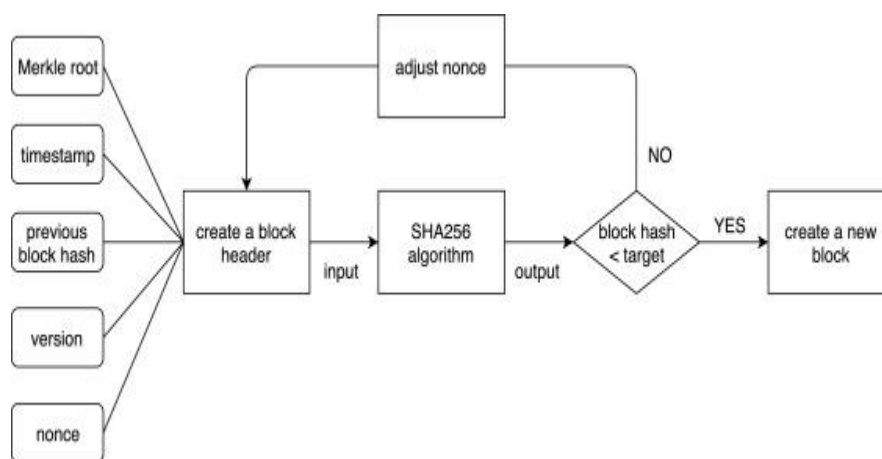 Merkle root
timestamp
previous
block hash
version
nonce
create a block
header
adjust nonce
input
SHA256
algorithm
output
block hash
< target
NO
YES
create a new
block